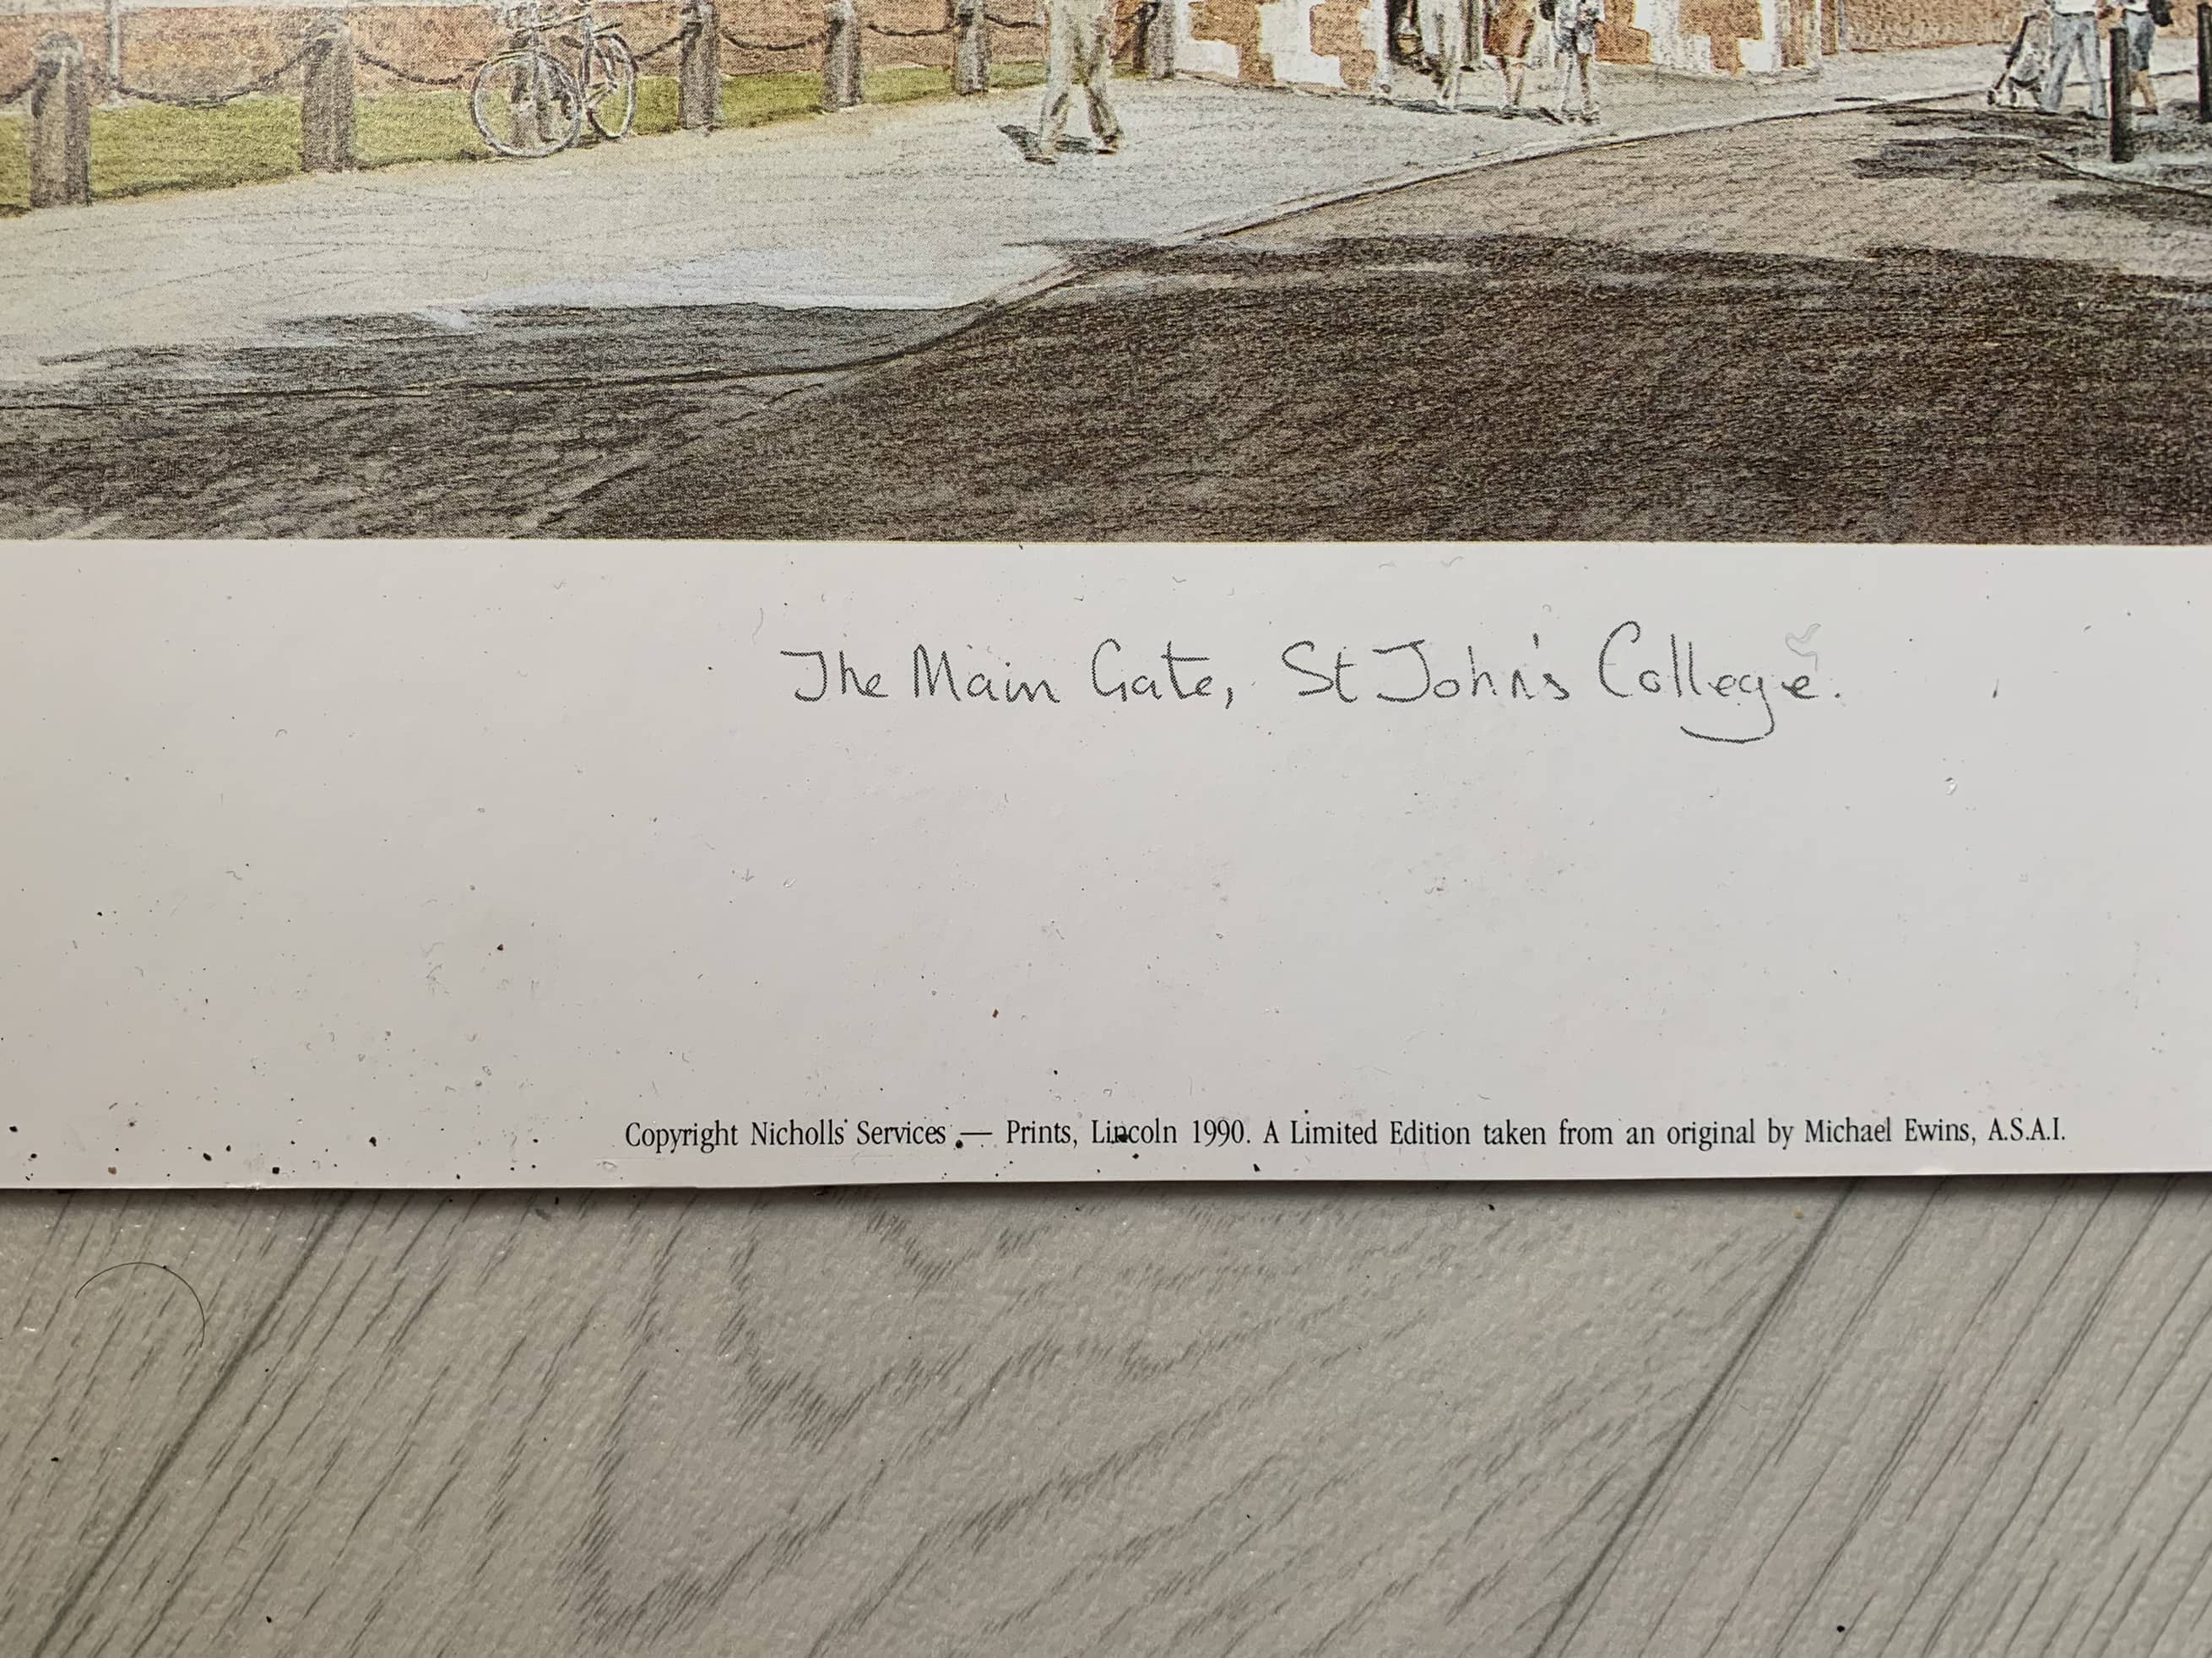 The Main Gate, St John's College.
Copyright Nicholls' Services — Prints, Lincoln 1990. A Limited Edition taken from an original by Michael Ewins, A.S.A.I.